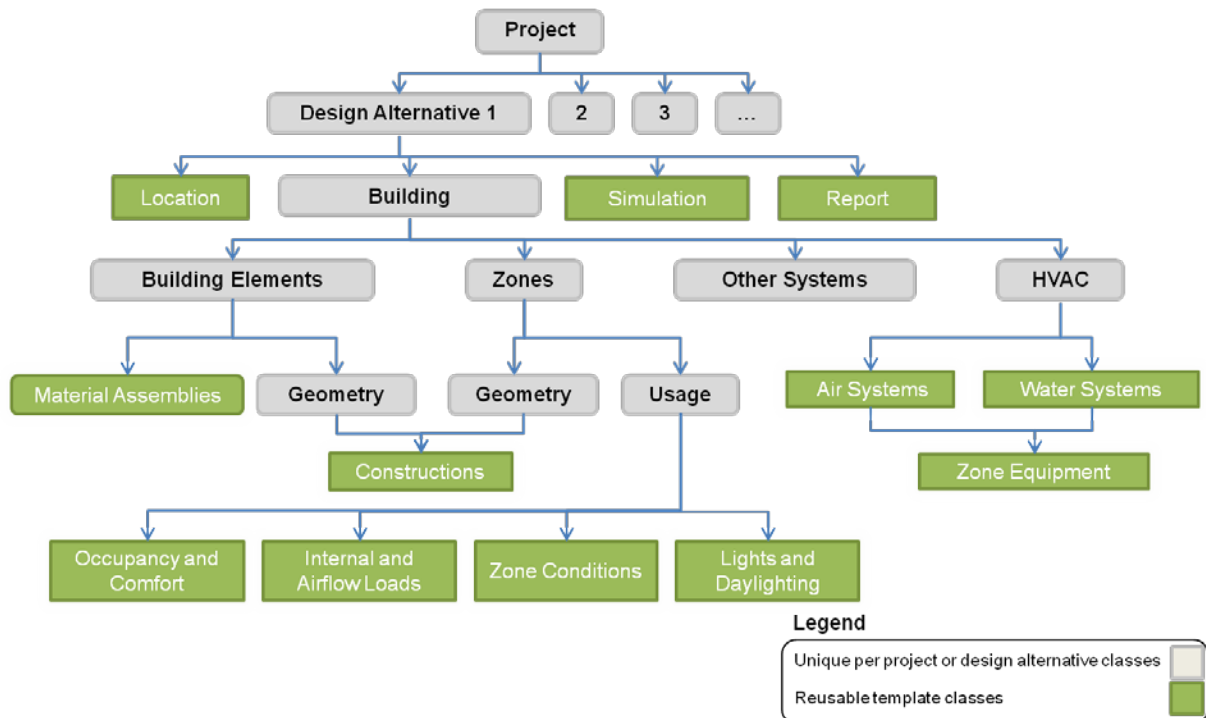 Project
Design Alternative 1
2
3
...
Location
Building
Simulation
Report
Building Elements
Zones
Other Systems
HVAC
Material Assemblies
Geometry
Geometry
Usage
Air Systems
Water Systems
Constructions
Zone Equipment
Occupancy and
Comfort
Internal and
Airflow Loads
Zone Conditions
Lights and
Daylighting
Legend
Unique per project or design alternative classes
Reusable template classes